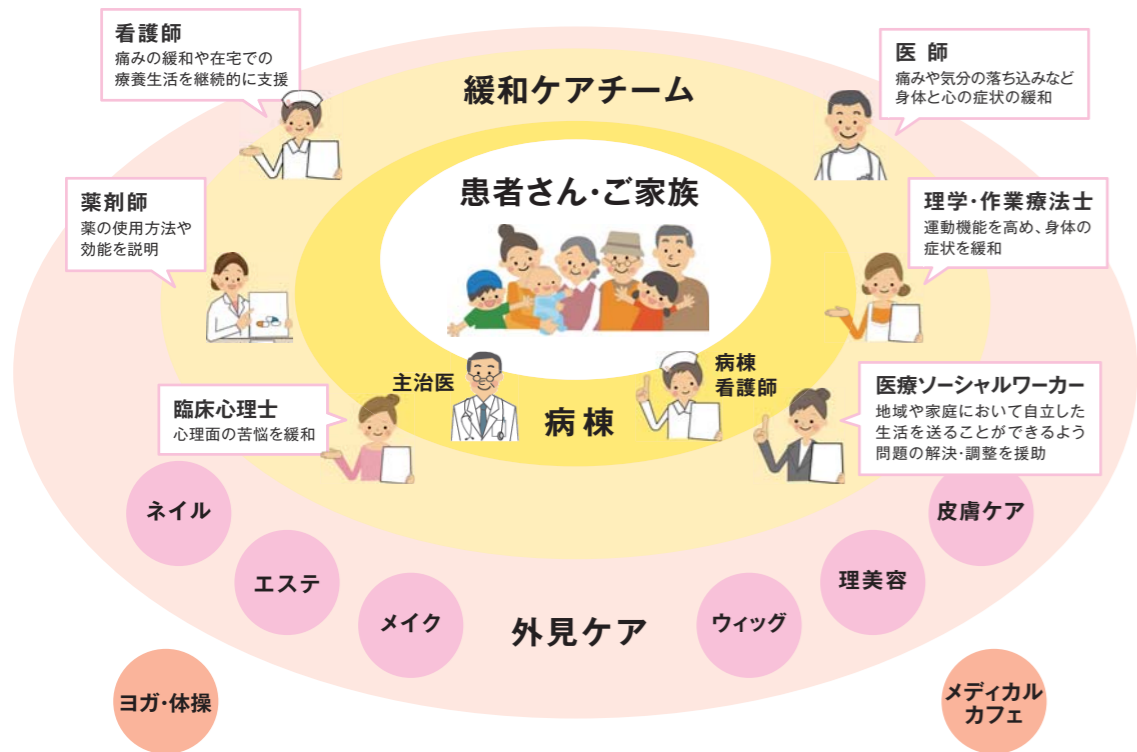 看護師
痛みの緩和や在宅での
療養生活を継続的に支援
医 師
痛みや気分の落ち込みなど
身体と心の症状の緩和
緩和ケアチーム
患者さん・ご家族
薬剤師
薬の使用方法や
効能を説明
理学・作業療法士
運動機能を高め、身体の
症状を緩和
主治医
病棟
看護師
病棟
臨床心理士
心理面の苦悩を緩和
医療ソーシャルワーカー
地域や家庭において自立した
生活を送ることができるよう
問題の解決・調整を援助
ネイル
エステ
メイク
外見ケア
ウィッグ
理美容
皮膚ケア
ヨガ・体操
メディカル
カフェ